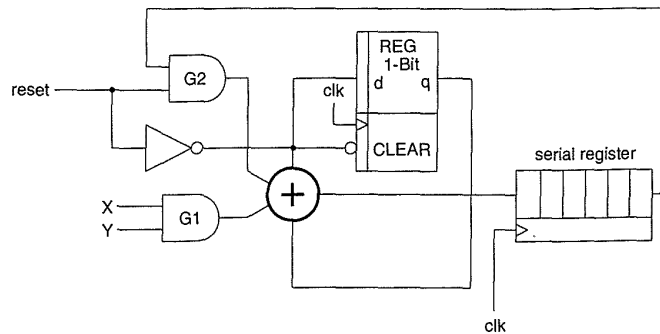 REG
1-Bit
G2
d q
reset
clk
CLEAR
serial register
+
X
G1
Y
clk